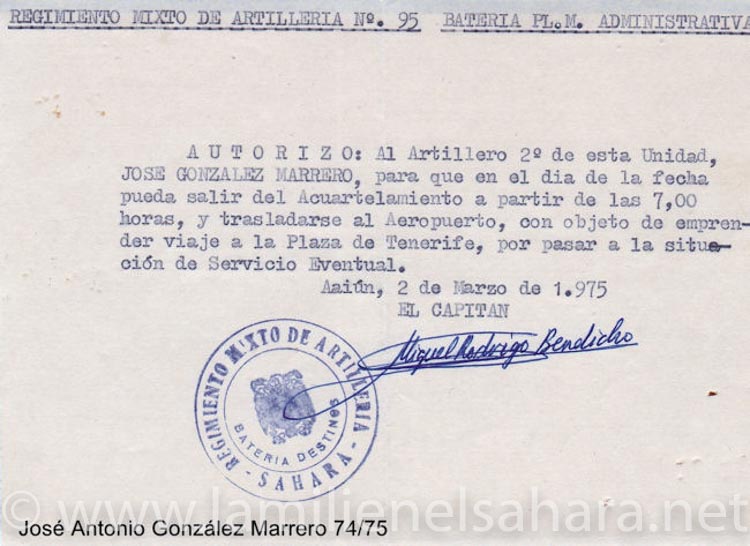 REGIMIENTO MIXTO DE ARTILLERIA Nº. 95 BATERIA PL.M. ADMINISTRATIVA
A U T O R I Z O: Al Artillero 2º de esta Unidad,
JOSE GONZALEZ MARRERO, para que en el dia de la fecha
pueda salir del Acuartelamiento a partir de las 7,00
horas, y trasladarse al Aeropuerto, con objeto de empren-
der viaje a la Plaza de Tenerife, por pasar a la situa-
ción de Servicio Eventual.
Aaiún, 2 de Marzo de 1.975
EL CAPITAN
Miguel Rodrigo Bendicho
REGIMIENTO MIXTO DE ARTILLERIA
BATERIA DESTINOS
- SAHARA -
© www.lamilienelsahara.net
José Antonio González Marrero 74/75